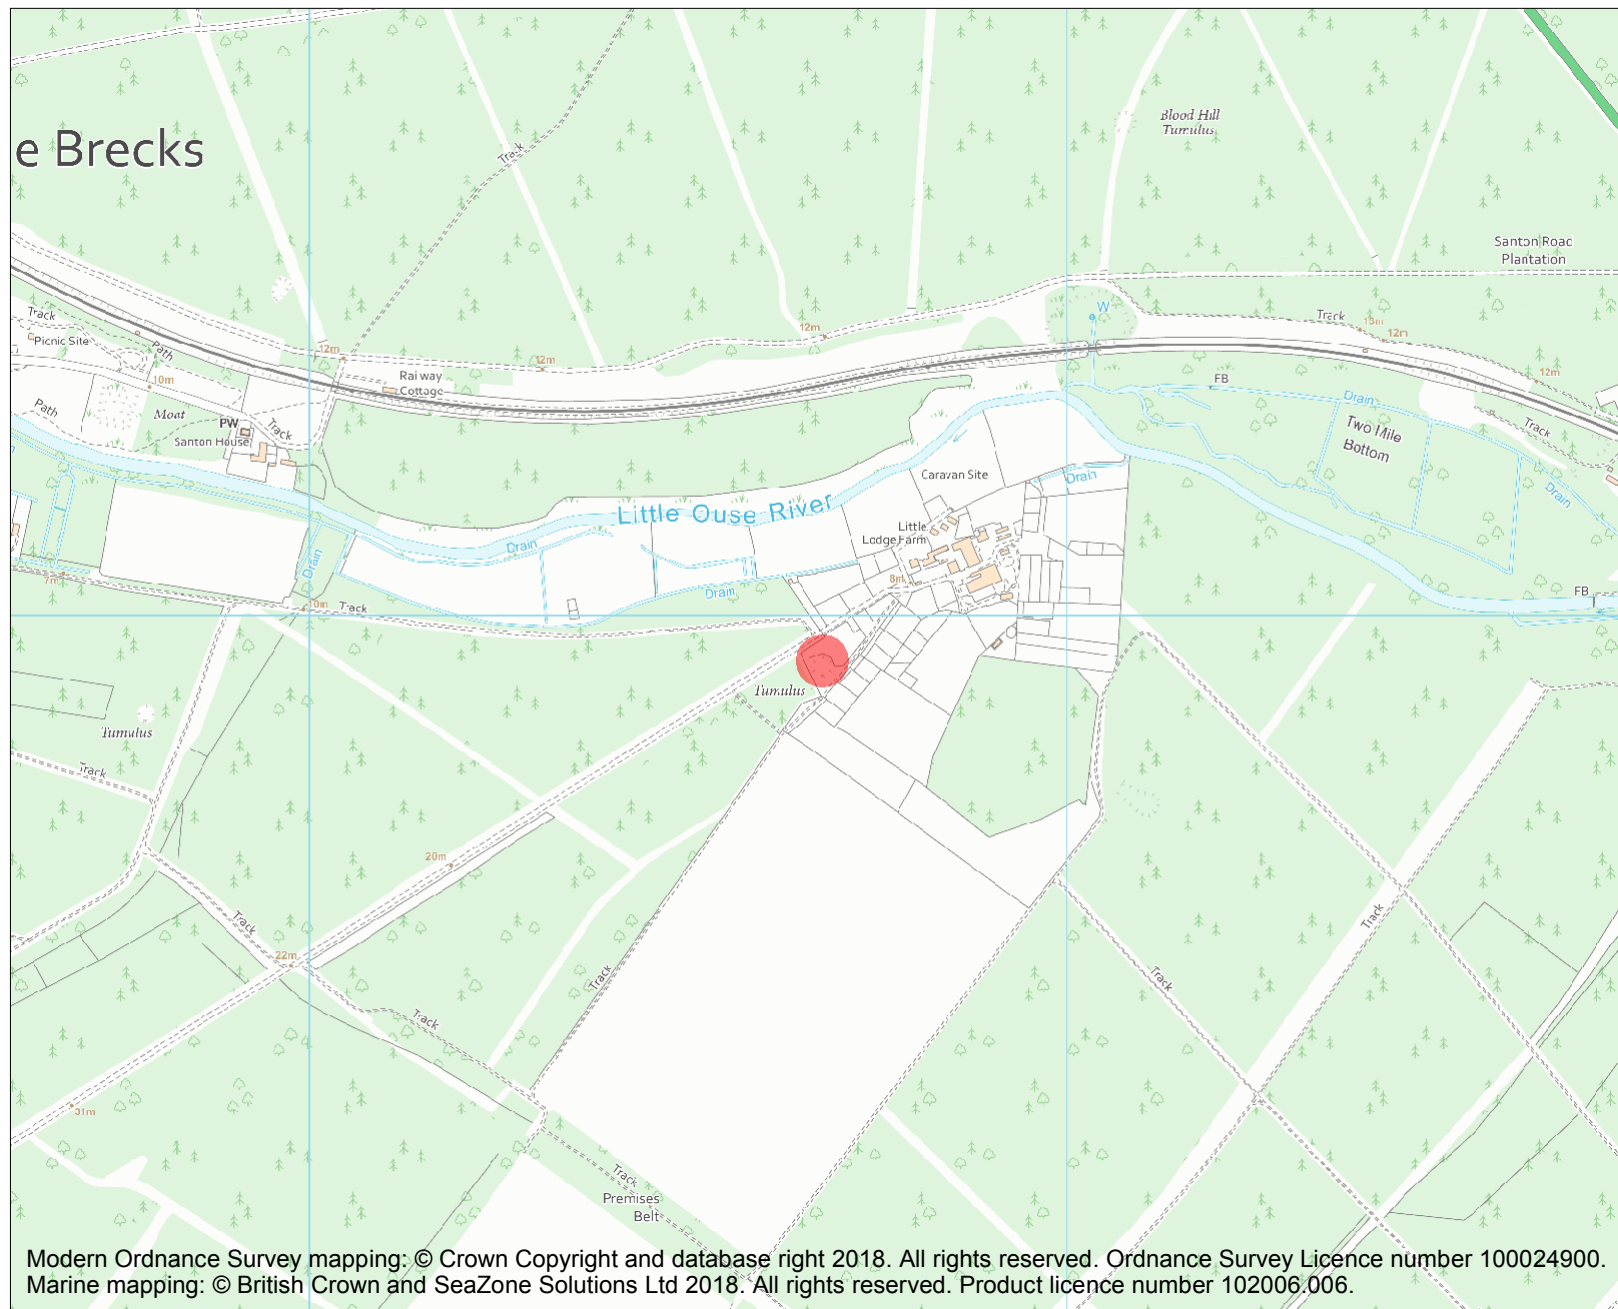 e Brecks
Blood Hill
Tumulus
Track
Santon Road
Plantation
W
Track
Track
12m
15m
12m
Picnic Site
Path
12m
12m
12m
10m
Railway
Cottage
FB
Drain
Path
Moat
PW
Track
Santon House
Two Mile
Bottom
Track
Caravan Site
Drain
Drain
Little Ouse River
Little
Lodge Farm
Drain
Drain
7m
8m
Drain
FB
10m
Track
Tumulus
Tumulus
Track
20m
Track
Track
22m
Track
Track
Track
31m
Track
Premises
Belt
Modern Ordnance Survey mapping: © Crown Copyright and database right 2018. All rights reserved. Ordnance Survey Licence number 100024900.
Marine mapping: © British Crown and SeaZone Solutions Ltd 2018. All rights reserved. Product licence number 102006.006.